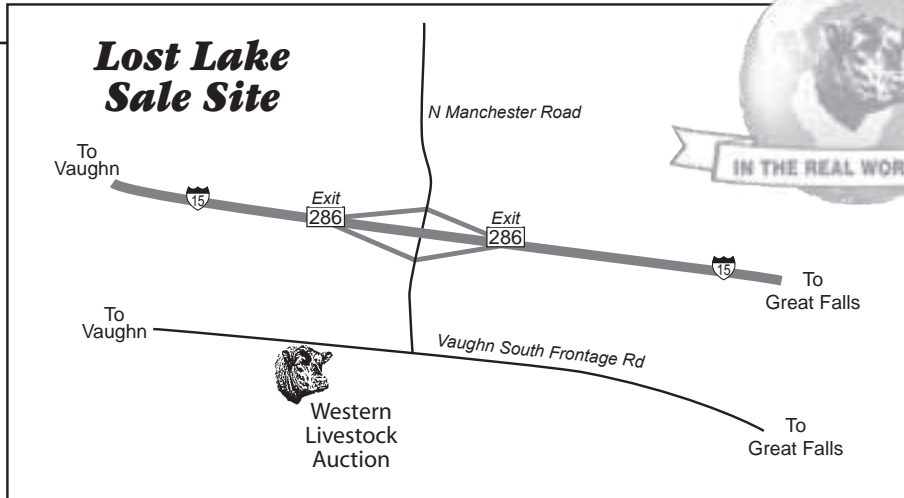 Lost Lake
Sale Site
N Manchester Road
IN THE REAL
To
Vaughn
15
Exit
286
Exit
286
15
To
Great Falls
To
Vaughn
Vaughn South Frontage Rd
Western
Livestock
Auction
To
Great Falls